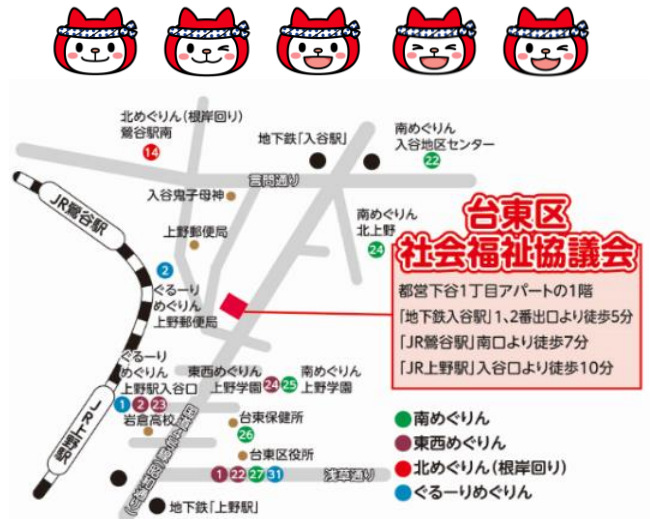 北めぐりん(根岸回り)
鶯谷駅南
14
地下鉄「入谷駅」
南めぐりん
入谷地区センター
22
言問通り
JR鶯谷駅
入谷鬼子母神
上野郵便局
南めぐりん
北上野
24
台東区
社会福祉協議会
都営下谷1丁目アパートの1階
「地下鉄入谷駅」1、2番出口より徒歩5分
「JR鶯谷駅」南口より徒歩7分
「JR上野駅」入谷口より徒歩10分
2
ぐるーり
めぐりん
上野郵便局
ぐるーり
めぐりん
上野駅入谷口
1 2 23
東西めぐりん
上野学園
24 25
南めぐりん
上野学園
岩倉高校
台東保健所
26
台東区役所
1 22 27 31
浅草通り
JR上野駅
地下鉄「上野駅」
南めぐりん
東西めぐりん
北めぐりん(根岸回り)
ぐるーりめぐりん